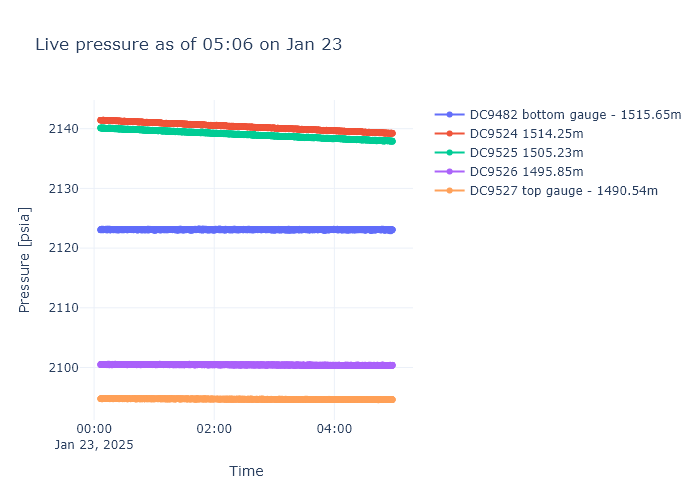 Live pressure as of 05:06 on Jan 23
DC9482 bottom gauge - 1515.65m
DC9524 1514.25m
DC9525 1505.23m
DC9526 1495.85m
DC9527 top gauge - 1490.54m
Pressure [psia]
2140
2130
2120
2110
2100
00:00
Jan 23, 2025
02:00
04:00
Time